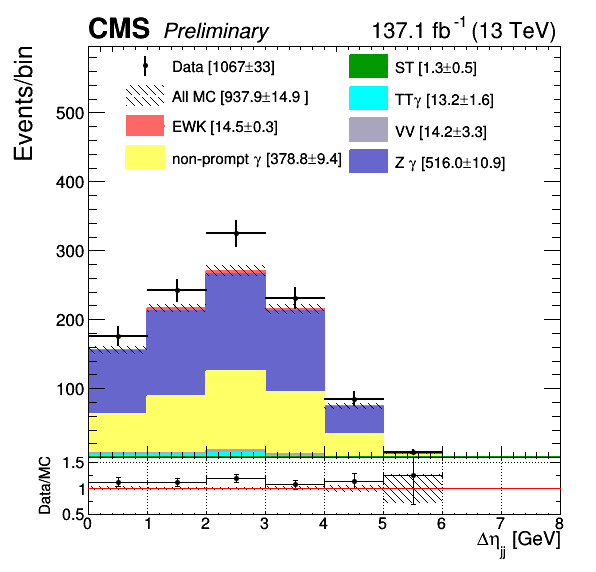 CMS Preliminary 137.1 fb⁻¹ (13 TeV)
Events/bin
Data [1067±33]
All MC [937.9±14.9 ]
EWK [14.5±0.3]
non-prompt γ [378.8±9.4]
ST [1.3±0.5]
TTγ [13.2±1.6]
VV [14.2±3.3]
Z γ [516.0±10.9]
500
400
300
200
100
Data/MC
1.5
1
0.5
0 1 2 3 4 5 6 7 8
Δη_jj [GeV]